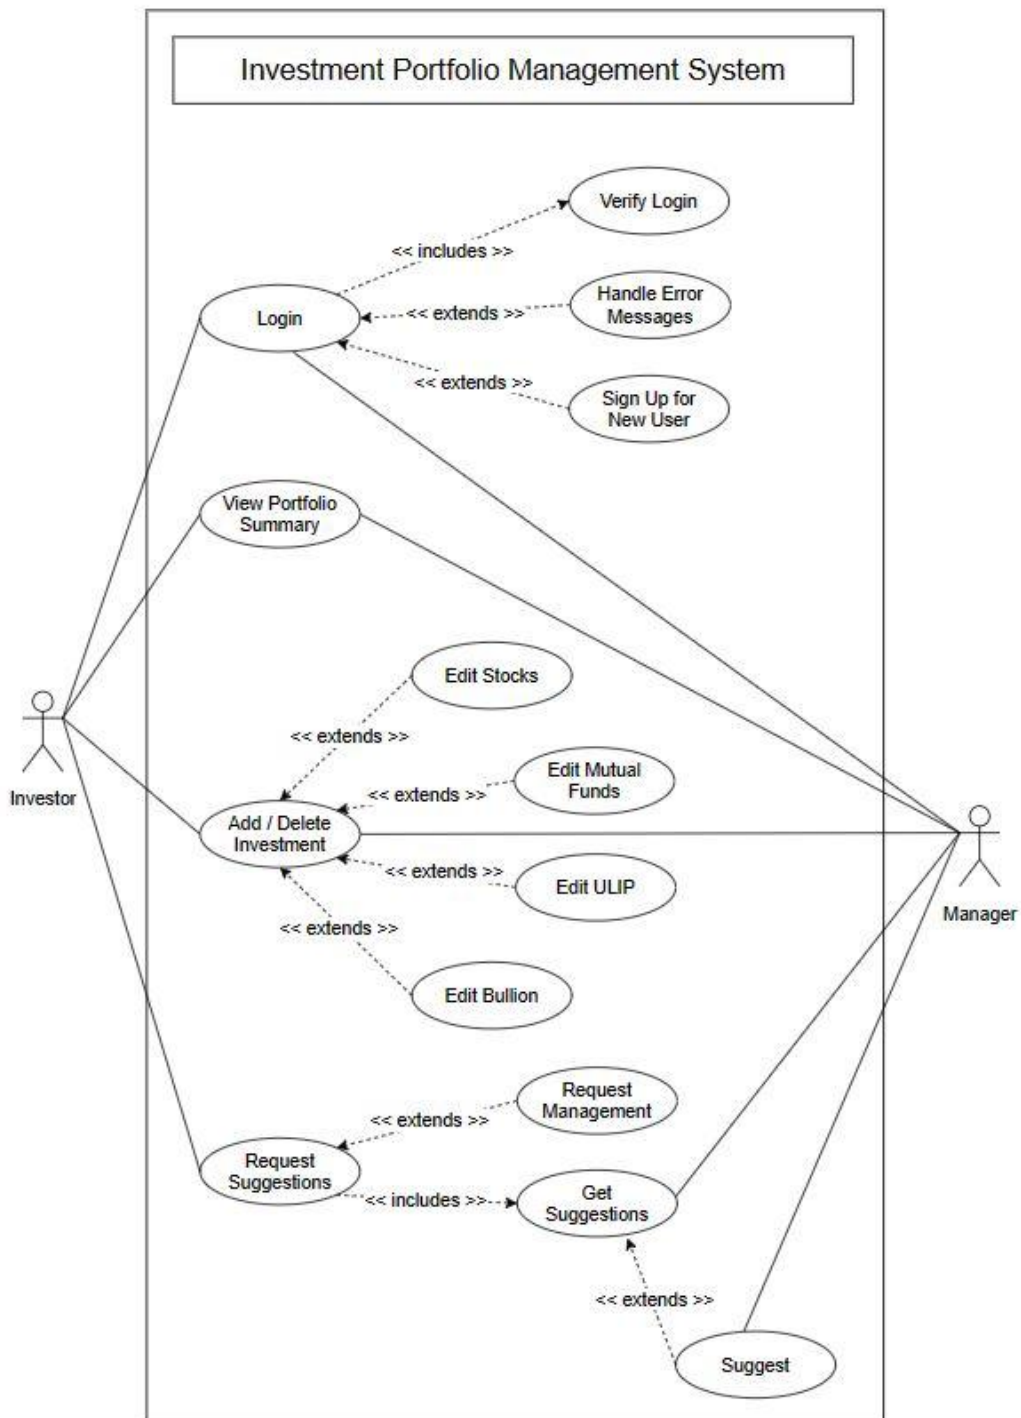 Investment Portfolio Management System
Verify Login
<< includes >>
Handle Error
Messages
<< extends >>
Login
<< extends >>
Sign Up for
New User
View Portfolio
Summary
Edit Stocks
<< extends >>
Edit Mutual
Funds
<< extends >>
Investor
Add / Delete
Investment
<< extends >>
Edit ULIP
Manager
<< extends >>
Edit Bullion
Request
Management
<< extends >>
Request
Suggestions
<< includes >>
Get
Suggestions
<< extends >>
Suggest